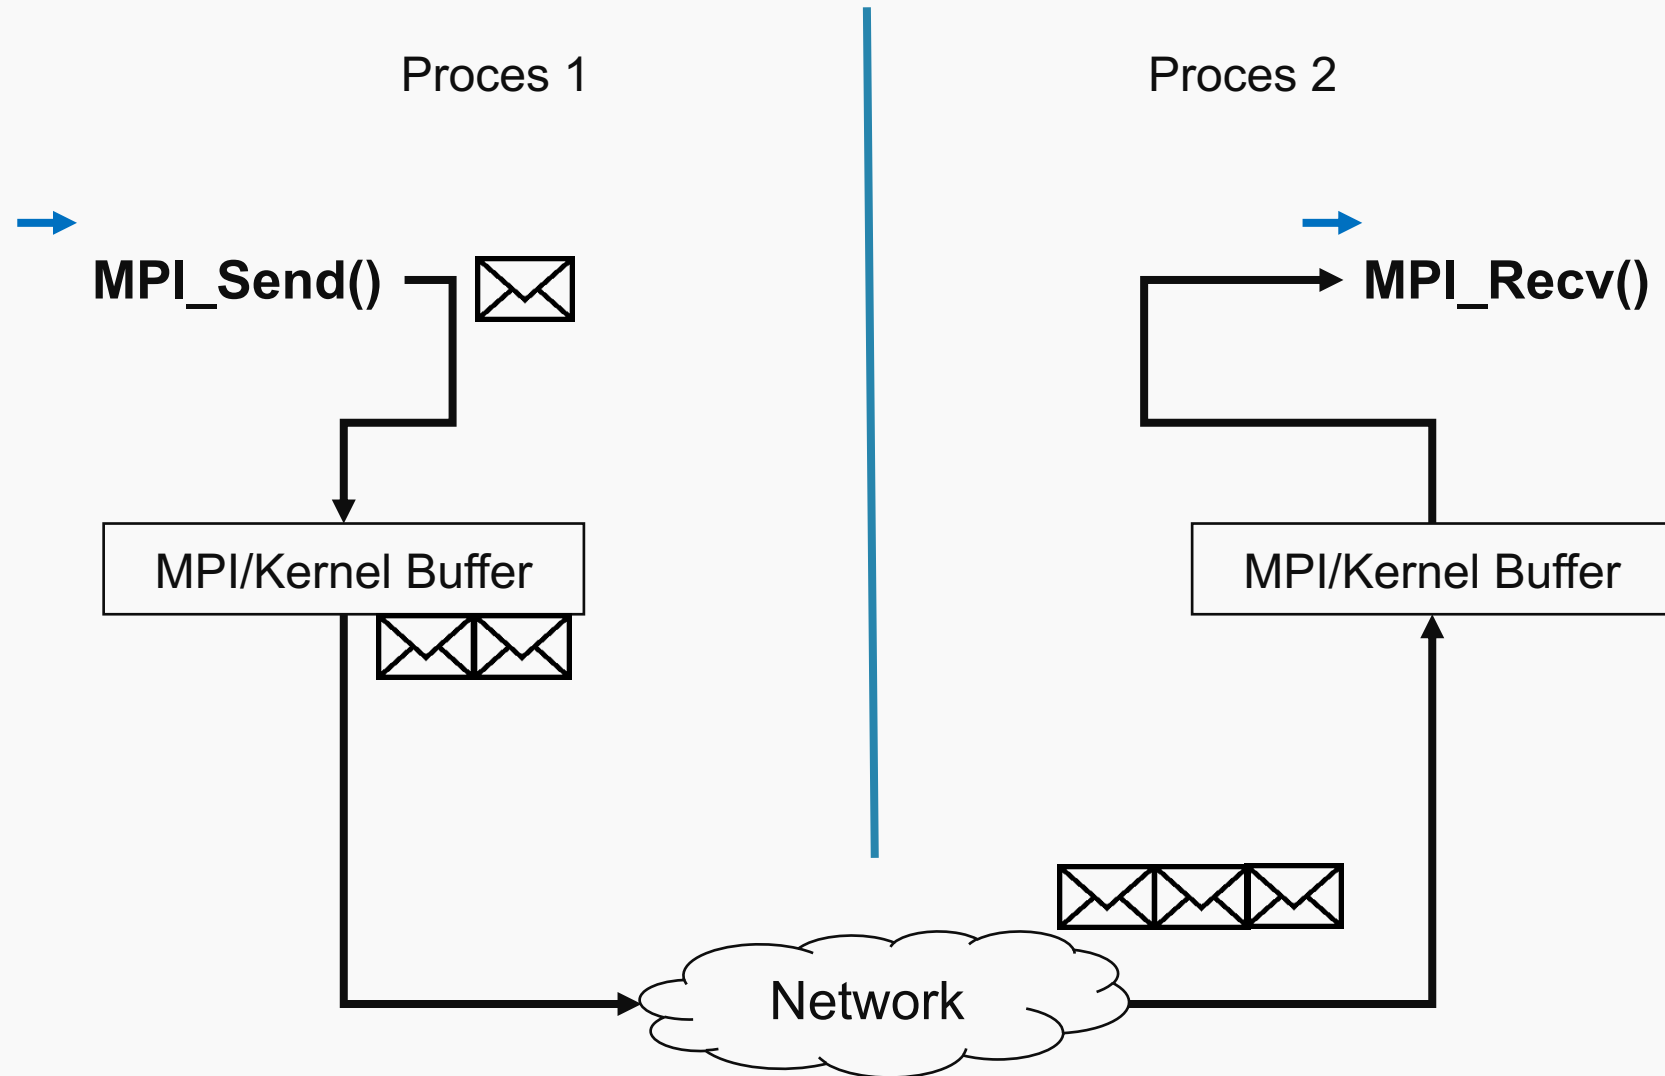 Proces 1
Proces 2
MPI_Send()
MPI_Recv()
MPI/Kernel Buffer
MPI/Kernel Buffer
Network